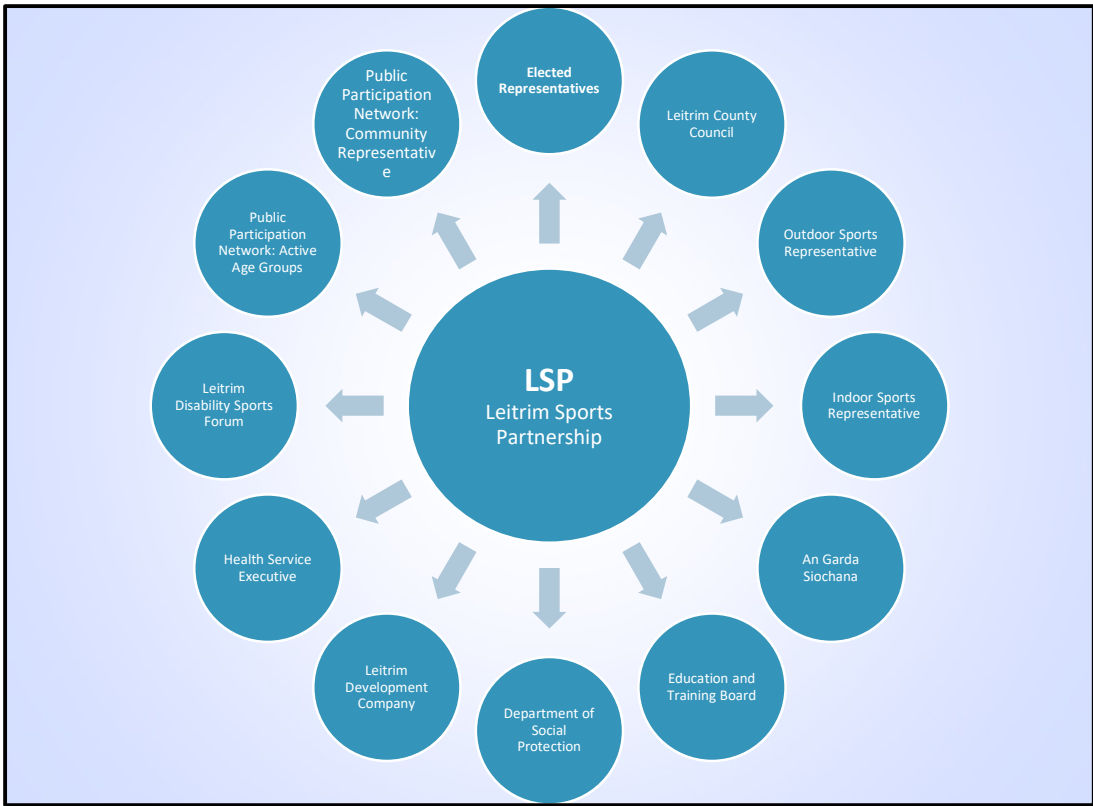 Elected
Representatives
Leitrim County
Council
Outdoor Sports
Representative
Indoor Sports
Representative
An Garda
Siochana
Education and
Training Board
Department of
Social
Protection
Leitrim
Development
Company
Health Service
Executive
Leitrim
Disability Sports
Forum
Public
Participation
Network: Active
Age Groups
Public
Participation
Network:
Community
Representativ
e
LSP
Leitrim Sports
Partnership